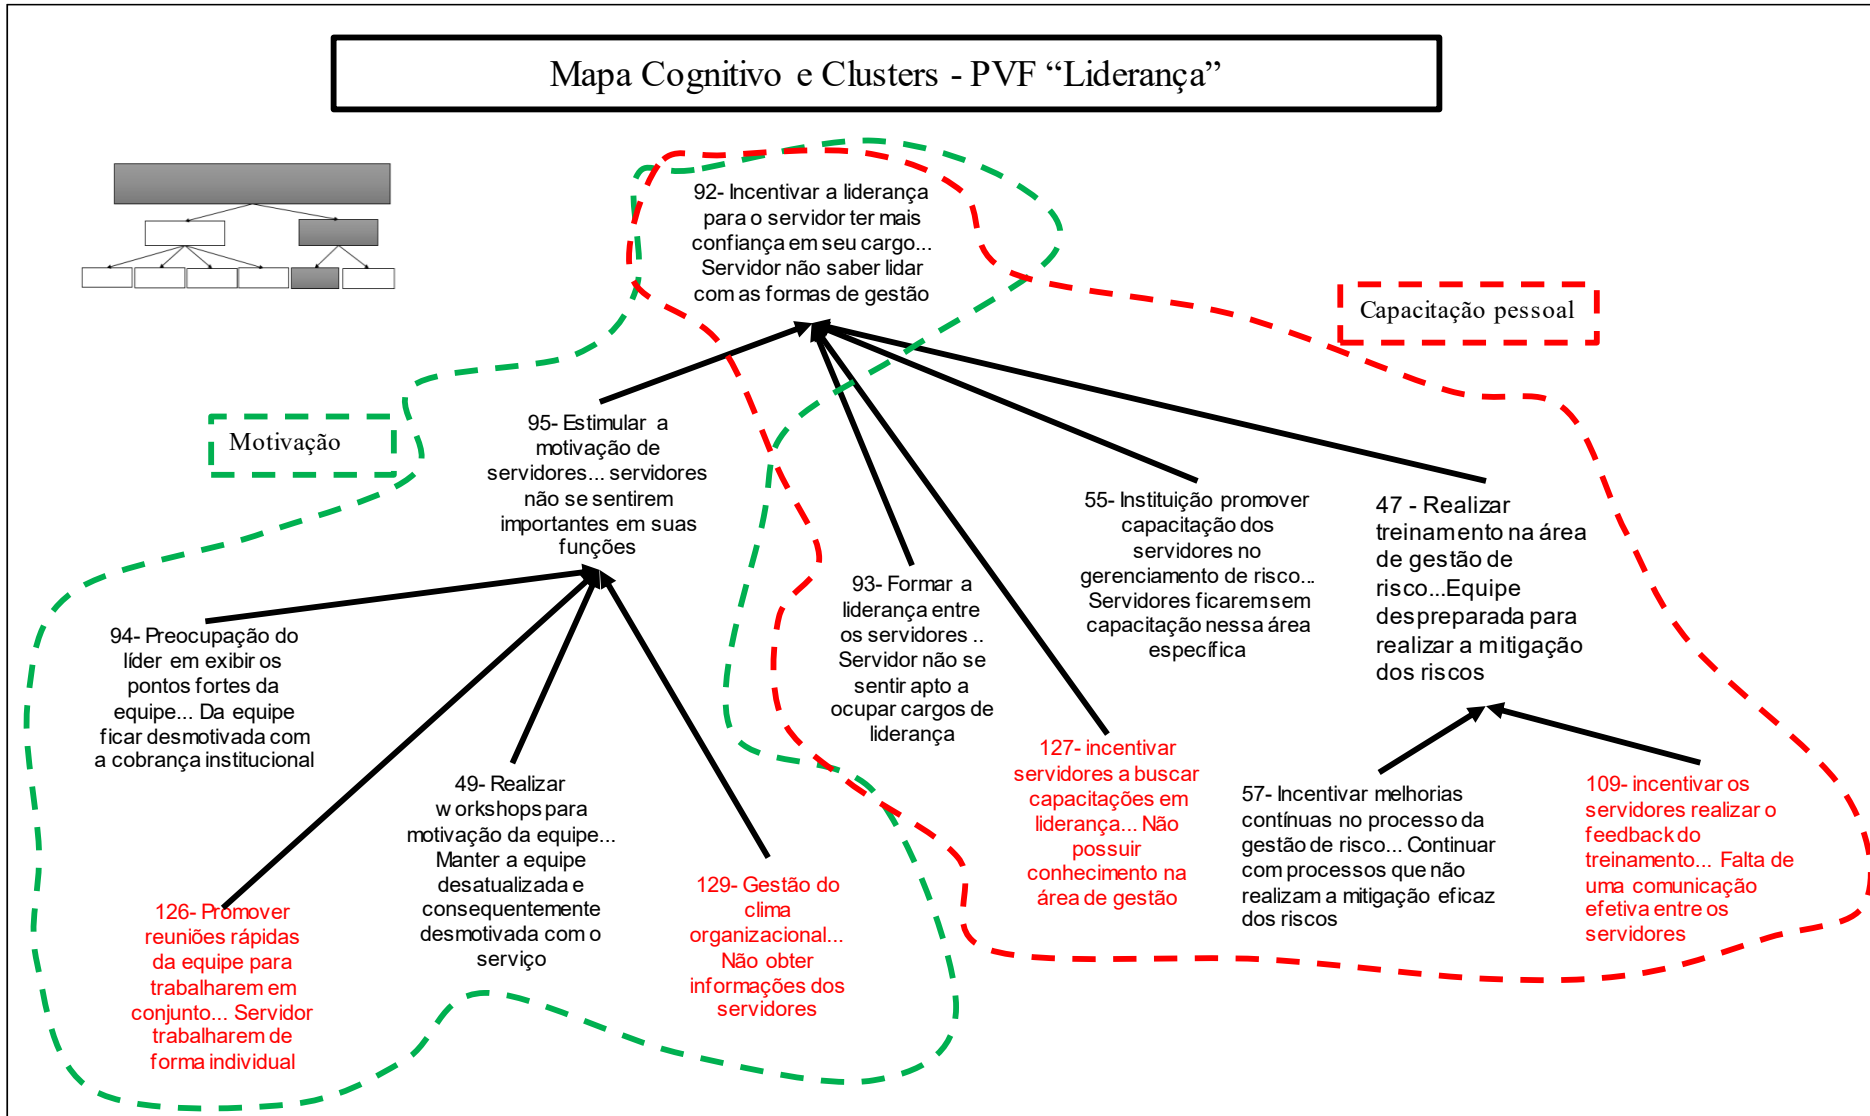 Mapa Cognitivo e Clusters - PVF “Liderança”
92- Incentivar a liderança
para o servidor ter mais
confiança em seu cargo...
Servidor não saber lidar
com as formas de gestão
Capacitação pessoal
Motivação
95- Estimular a
motivação de
servidores... servidores
não se sentirem
importantes em suas
funções
55- Instituição promover
capacitação dos
servidores no
gerenciamento de risco...
Servidores ficarem sem
capacitação nessa área
específica
47 - Realizar
treinamento na área
de gestão de
risco...Equipe
despreparada para
realizar a mitigação
dos riscos
93- Formar a
liderança entre
os servidores ..
Servidor não se
sentir apto a
ocupar cargos de
liderança
94- Preocupação do
líder em exibir os
pontos fortes da
equipe... Da equipe
ficar desmotivada com
a cobrança institucional
49- Realizar
workshops para
motivação da equipe...
Manter a equipe
desatualizada e
consequentemente
desmotivada com o
serviço
127- incentivar
servidores a buscar
capacitações em
liderança... Não
possuir
conhecimento na
área de gestão
57- Incentivar melhorias
contínuas no processo da
gestão de risco... Continuar
com processos que não
realizam a mitigação eficaz
dos riscos
109- incentivar os
servidores realizar o
feedback do
treinamento... Falta de
uma comunicação
efetiva entre os
servidores
126- Promover
reuniões rápidas
da equipe para
trabalharem em
conjunto... Servidor
trabalharem de
forma individual
129- Gestão do
clima
organizacional...
Não obter
informações dos
servidores